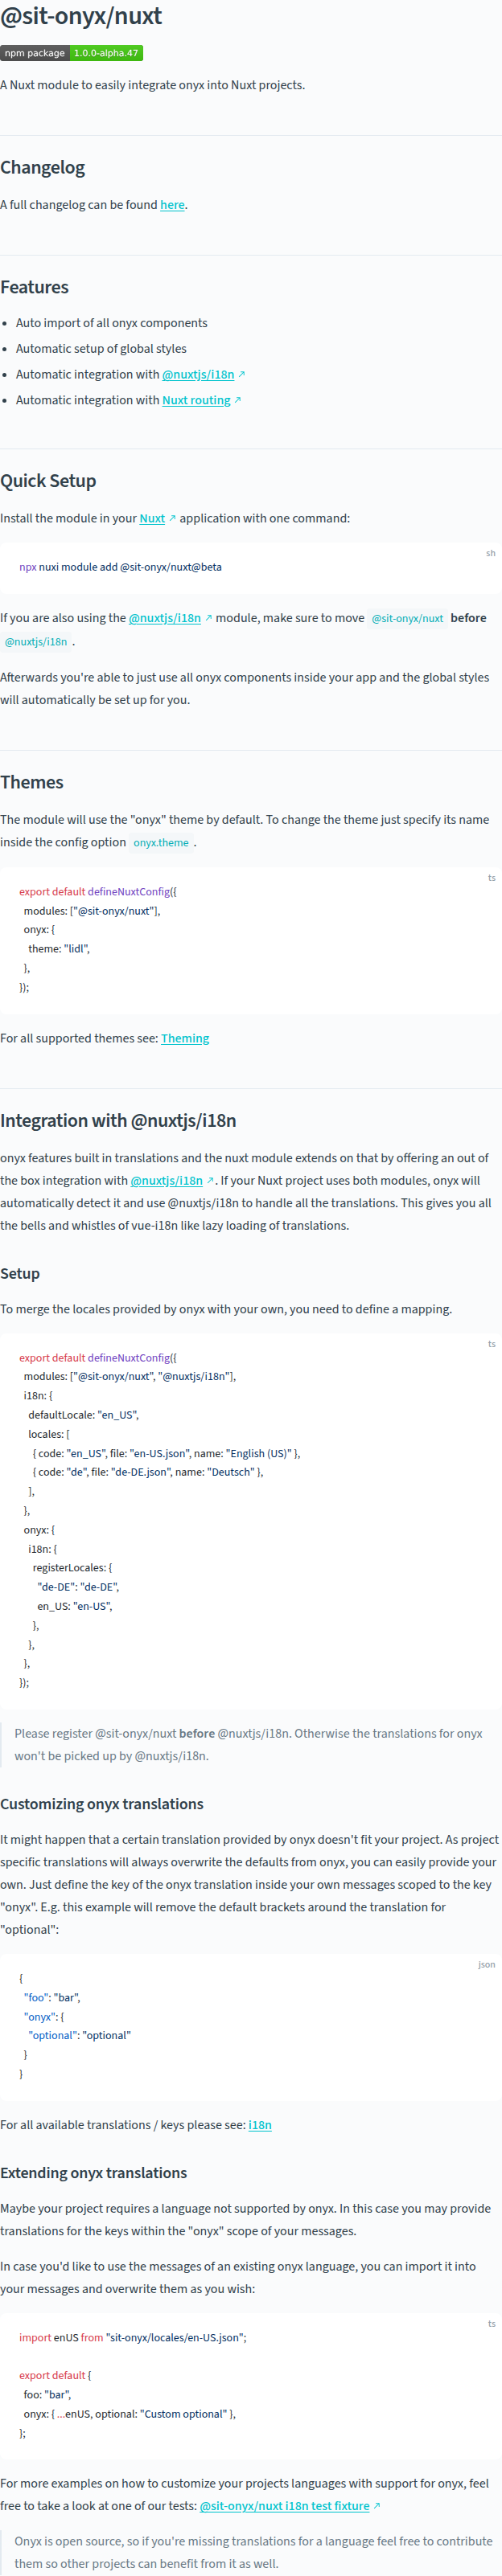 @sit-onyx/nuxt
npm package 1.0.0-alpha.47
A Nuxt module to easily integrate onyx into Nuxt projects.
Changelog
A full changelog can be found here.
Features
• Auto import of all onyx components
• Automatic setup of global styles
• Automatic integration with @nuxtjs/i18n ↗
• Automatic integration with Nuxt routing ↗
Quick Setup
Install the module in your Nuxt ↗ application with one command:
sh
npx nuxi module add @sit-onyx/nuxt@beta
If you are also using the @nuxtjs/i18n ↗ module, make sure to move @sit-onyx/nuxt before
@nuxtjs/i18n .
Afterwards you're able to just use all onyx components inside your app and the global styles
will automatically be set up for you.
Themes
The module will use the "onyx" theme by default. To change the theme just specify its name
inside the config option onyx.theme .
ts
export default defineNuxtConfig({
  modules: ["@sit-onyx/nuxt"],
  onyx: {
    theme: "lidl",
  },
});
For all supported themes see: Theming
Integration with @nuxtjs/i18n
onyx features built in translations and the nuxt module extends on that by offering an out of
the box integration with @nuxtjs/i18n ↗. If your Nuxt project uses both modules, onyx will
automatically detect it and use @nuxtjs/i18n to handle all the translations. This gives you all
the bells and whistles of vue-i18n like lazy loading of translations.
Setup
To merge the locales provided by onyx with your own, you need to define a mapping.
ts
export default defineNuxtConfig({
  modules: ["@sit-onyx/nuxt", "@nuxtjs/i18n"],
  i18n: {
    defaultLocale: "en_US",
    locales: [
      { code: "en_US", file: "en-US.json", name: "English (US)" },
      { code: "de", file: "de-DE.json", name: "Deutsch" },
    ],
  },
  onyx: {
    i18n: {
      registerLocales: {
        "de-DE": "de-DE",
        en_US: "en-US",
      },
    },
  },
});
Please register @sit-onyx/nuxt before @nuxtjs/i18n. Otherwise the translations for onyx
won't be picked up by @nuxtjs/i18n.
Customizing onyx translations
It might happen that a certain translation provided by onyx doesn't fit your project. As project
specific translations will always overwrite the defaults from onyx, you can easily provide your
own. Just define the key of the onyx translation inside your own messages scoped to the key
"onyx". E.g. this example will remove the default brackets around the translation for
"optional":
json
{
  "foo": "bar",
  "onyx": {
    "optional": "optional"
  }
}
For all available translations / keys please see: i18n
Extending onyx translations
Maybe your project requires a language not supported by onyx. In this case you may provide
translations for the keys within the "onyx" scope of your messages.
In case you'd like to use the messages of an existing onyx language, you can import it into
your messages and overwrite them as you wish:
ts
import enUS from "sit-onyx/locales/en-US.json";
export default {
  foo: "bar",
  onyx: { ...enUS, optional: "Custom optional" },
};
For more examples on how to customize your projects languages with support for onyx, feel
free to take a look at one of our tests: @sit-onyx/nuxt i18n test fixture ↗
Onyx is open source, so if you're missing translations for a language feel free to contribute
them so other projects can benefit from it as well.